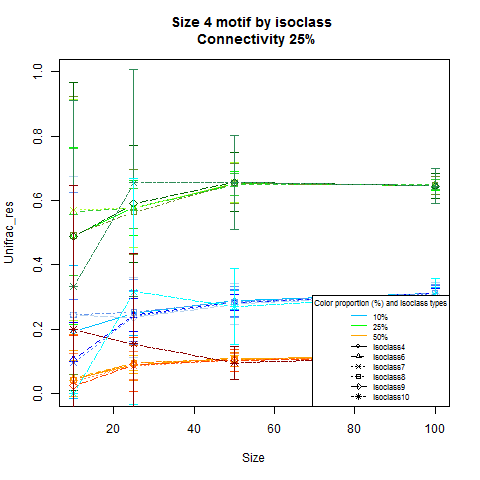 Size 4 motif by isoclass
Connectivity 25%
Unifrac_res
0.0
0.2
0.4
0.6
0.8
1.0
20
40
60
80
100
Size
Color proportion (%) and Isoclass types
10%
25%
50%
Isoclass4
Isoclass6
Isoclass7
Isoclass8
Isoclass9
Isoclass10